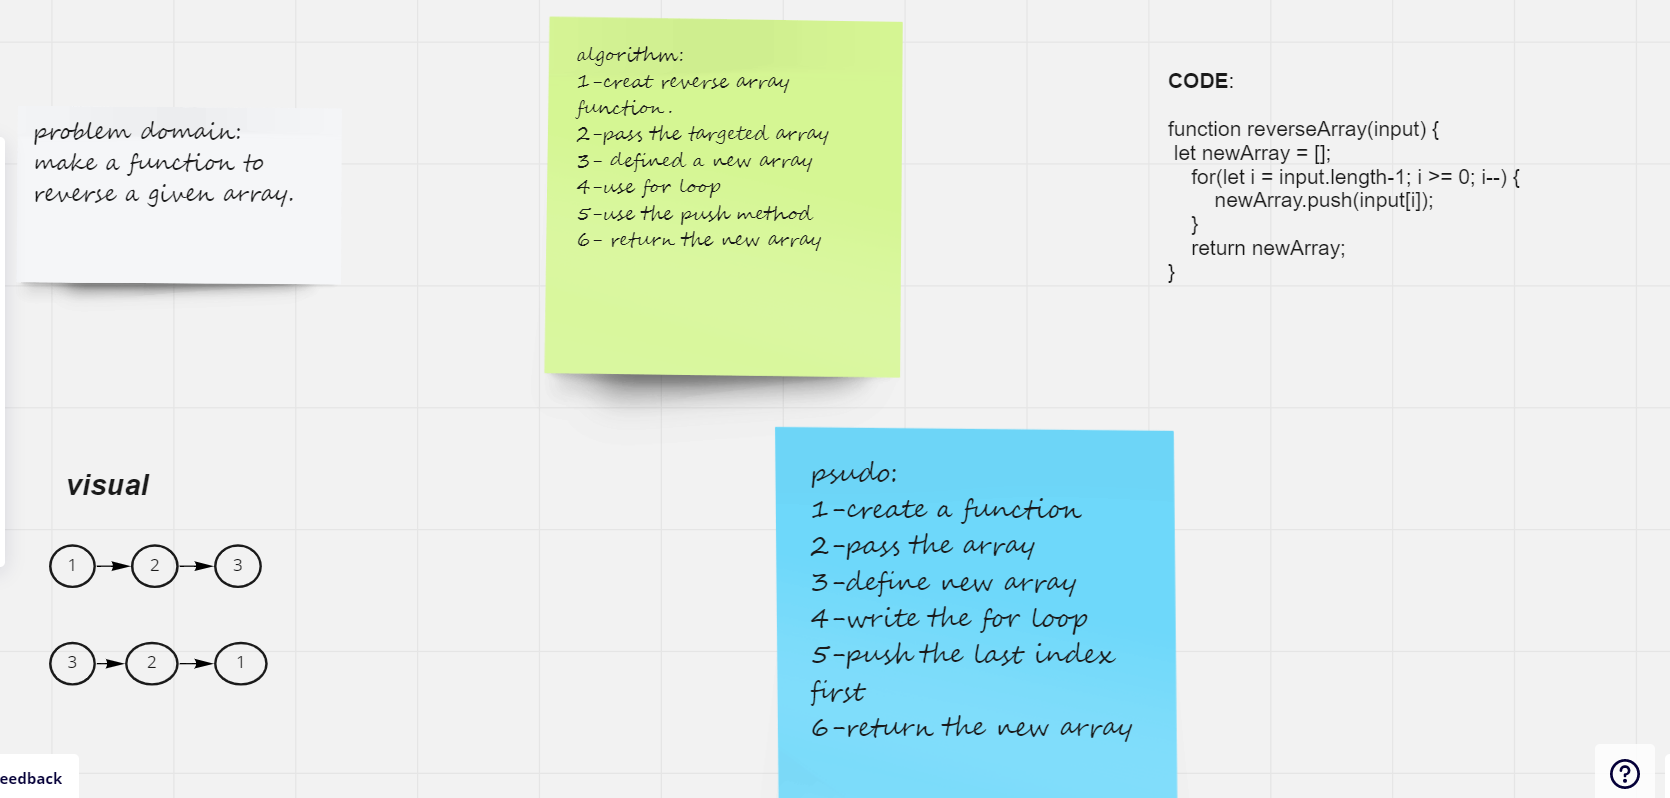 problem domain:
make a function to
reverse a given array.
algorithm:
1-creat reverse array
function.
2-pass the targeted array
3- defined a new array
4-use for loop
5-use the push method
6- return the new array
CODE:
function reverseArray(input) {
let newArray = [];
for(let i = input.length-1; i >= 0; i--) {
newArray.push(input[i]);
}
return newArray;
}
visual
1 2 3
3 2 1
psudo:
1-create a function
2-pass the array
3-define new array
4-write the for loop
5-push the last index
first
6-return the new array
eedback
?